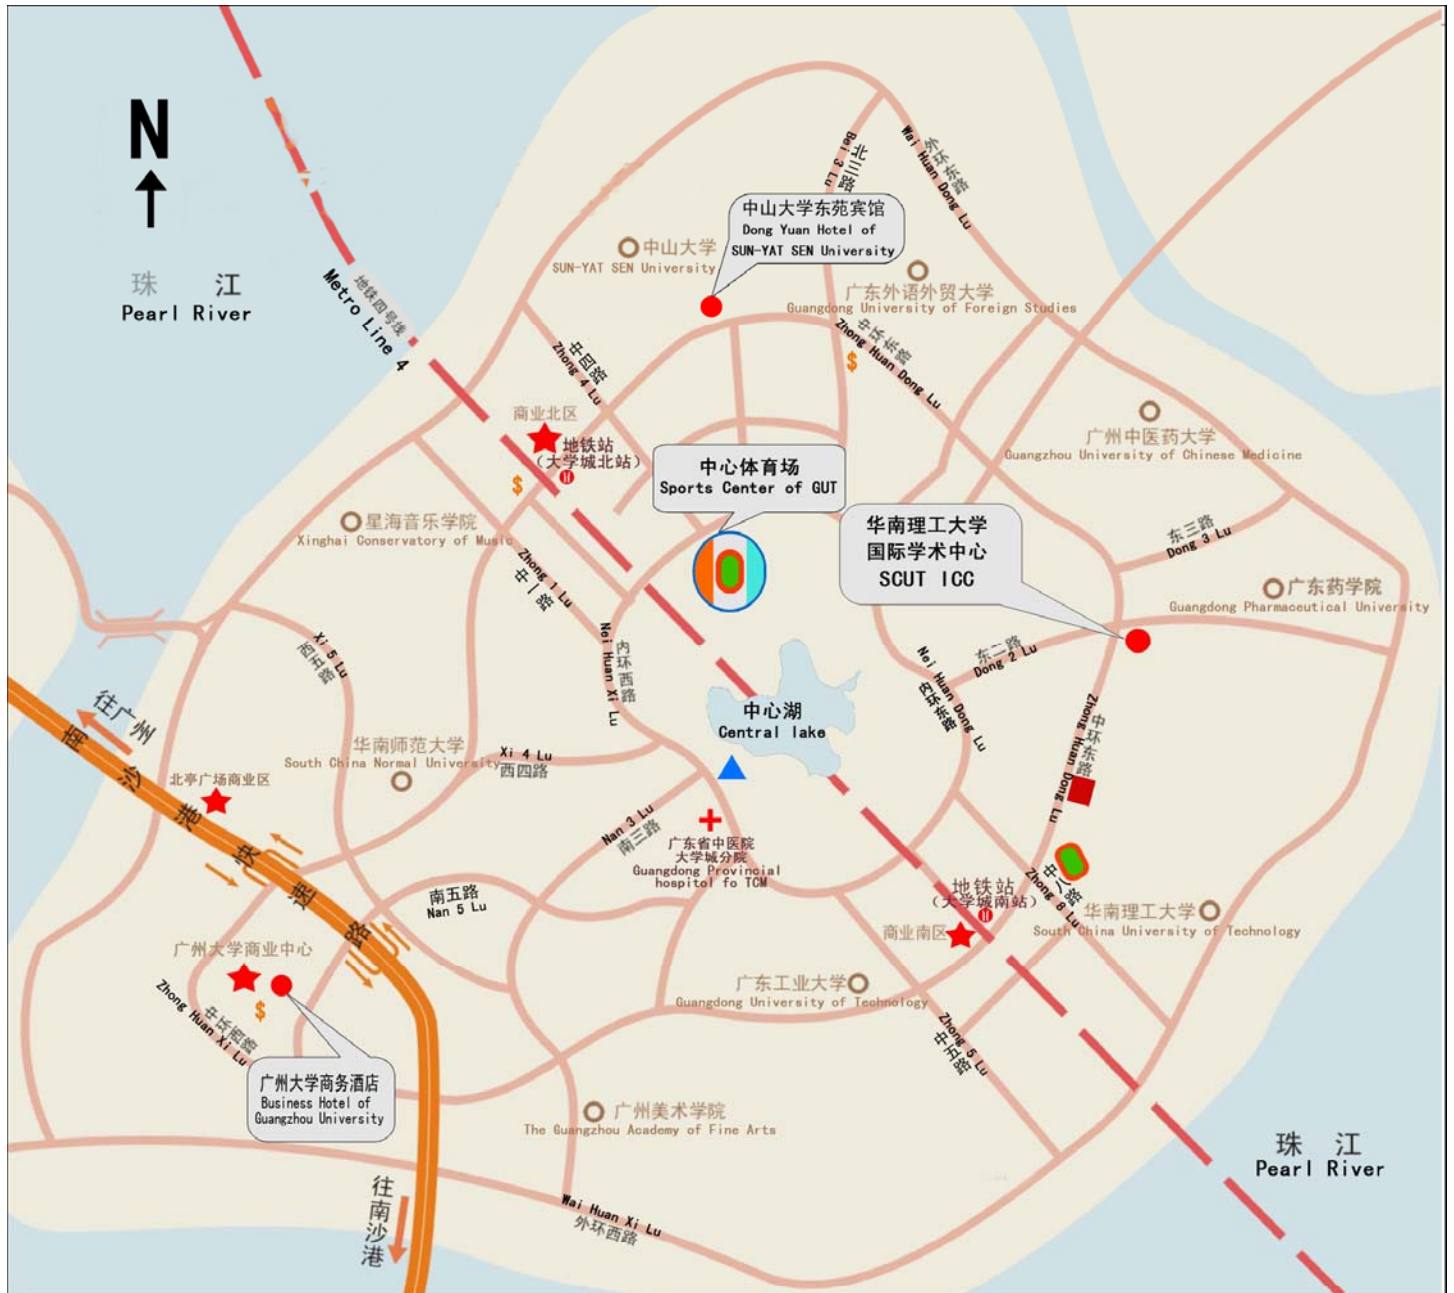 N
珠 江
Pearl River
地铁四号线
Metro Line 4
北三路
Bei 3 Lu
外环东路
Wai Huan Dong Lu
中山大学东苑宾馆
Dong Yuan Hotel of
SUN-YAT SEN University
中山大学
SUN-YAT SEN University
广东外语外贸大学
Guangdong University of Foreign Studies
中环东路
Zhong Huan Dong Lu
$
中四路
Zhong 4 Lu
商业北区
地铁站
(大学城北站)
$
中心体育场
Sports Center of GUT
广州中医药大学
Guangzhou University of Chinese Medicine
华南理工大学
国际学术中心
SCUT ICC
星海音乐学院
Xinghai Conservatory of Music
东三路
Dong 3 Lu
广东药学院
Guangdong Pharmaceutical University
Zhong 1 Lu
中一路
Xi 5 Lu
西五路
Nei Huan Xi Lu
内环西路
东二路
Dong 2 Lu
Nei Huan Dong Lu
内环东路
中心湖
Central lake
中环东路
Zhong Huan Dong Lu
往广州
南沙港快速路
华南师范大学
South China Normal University
Xi 4 Lu
西四路
北亭广场商业区
Nan 3 Lu
南三路
广东省中医院
大学城分院
Guangdong Provincial
hospitol fo TCM
南五路
Nan 5 Lu
中八路
Zhong 8 Lu
地铁站
(大学城南站)
商业南区
华南理工大学
South China University of Technology
广州大学商业中心
$
广东工业大学
Guangdong University of Technology
中环西路
Zhong Huan Xi Lu
Zhong 5 Lu
中五路
广州大学商务酒店
Business Hotel of
Guangzhou University
广州美术学院
The Guangzhou Academy of Fine Arts
珠 江
Pearl River
往南沙港
Wai Huan Xi Lu
外环西路